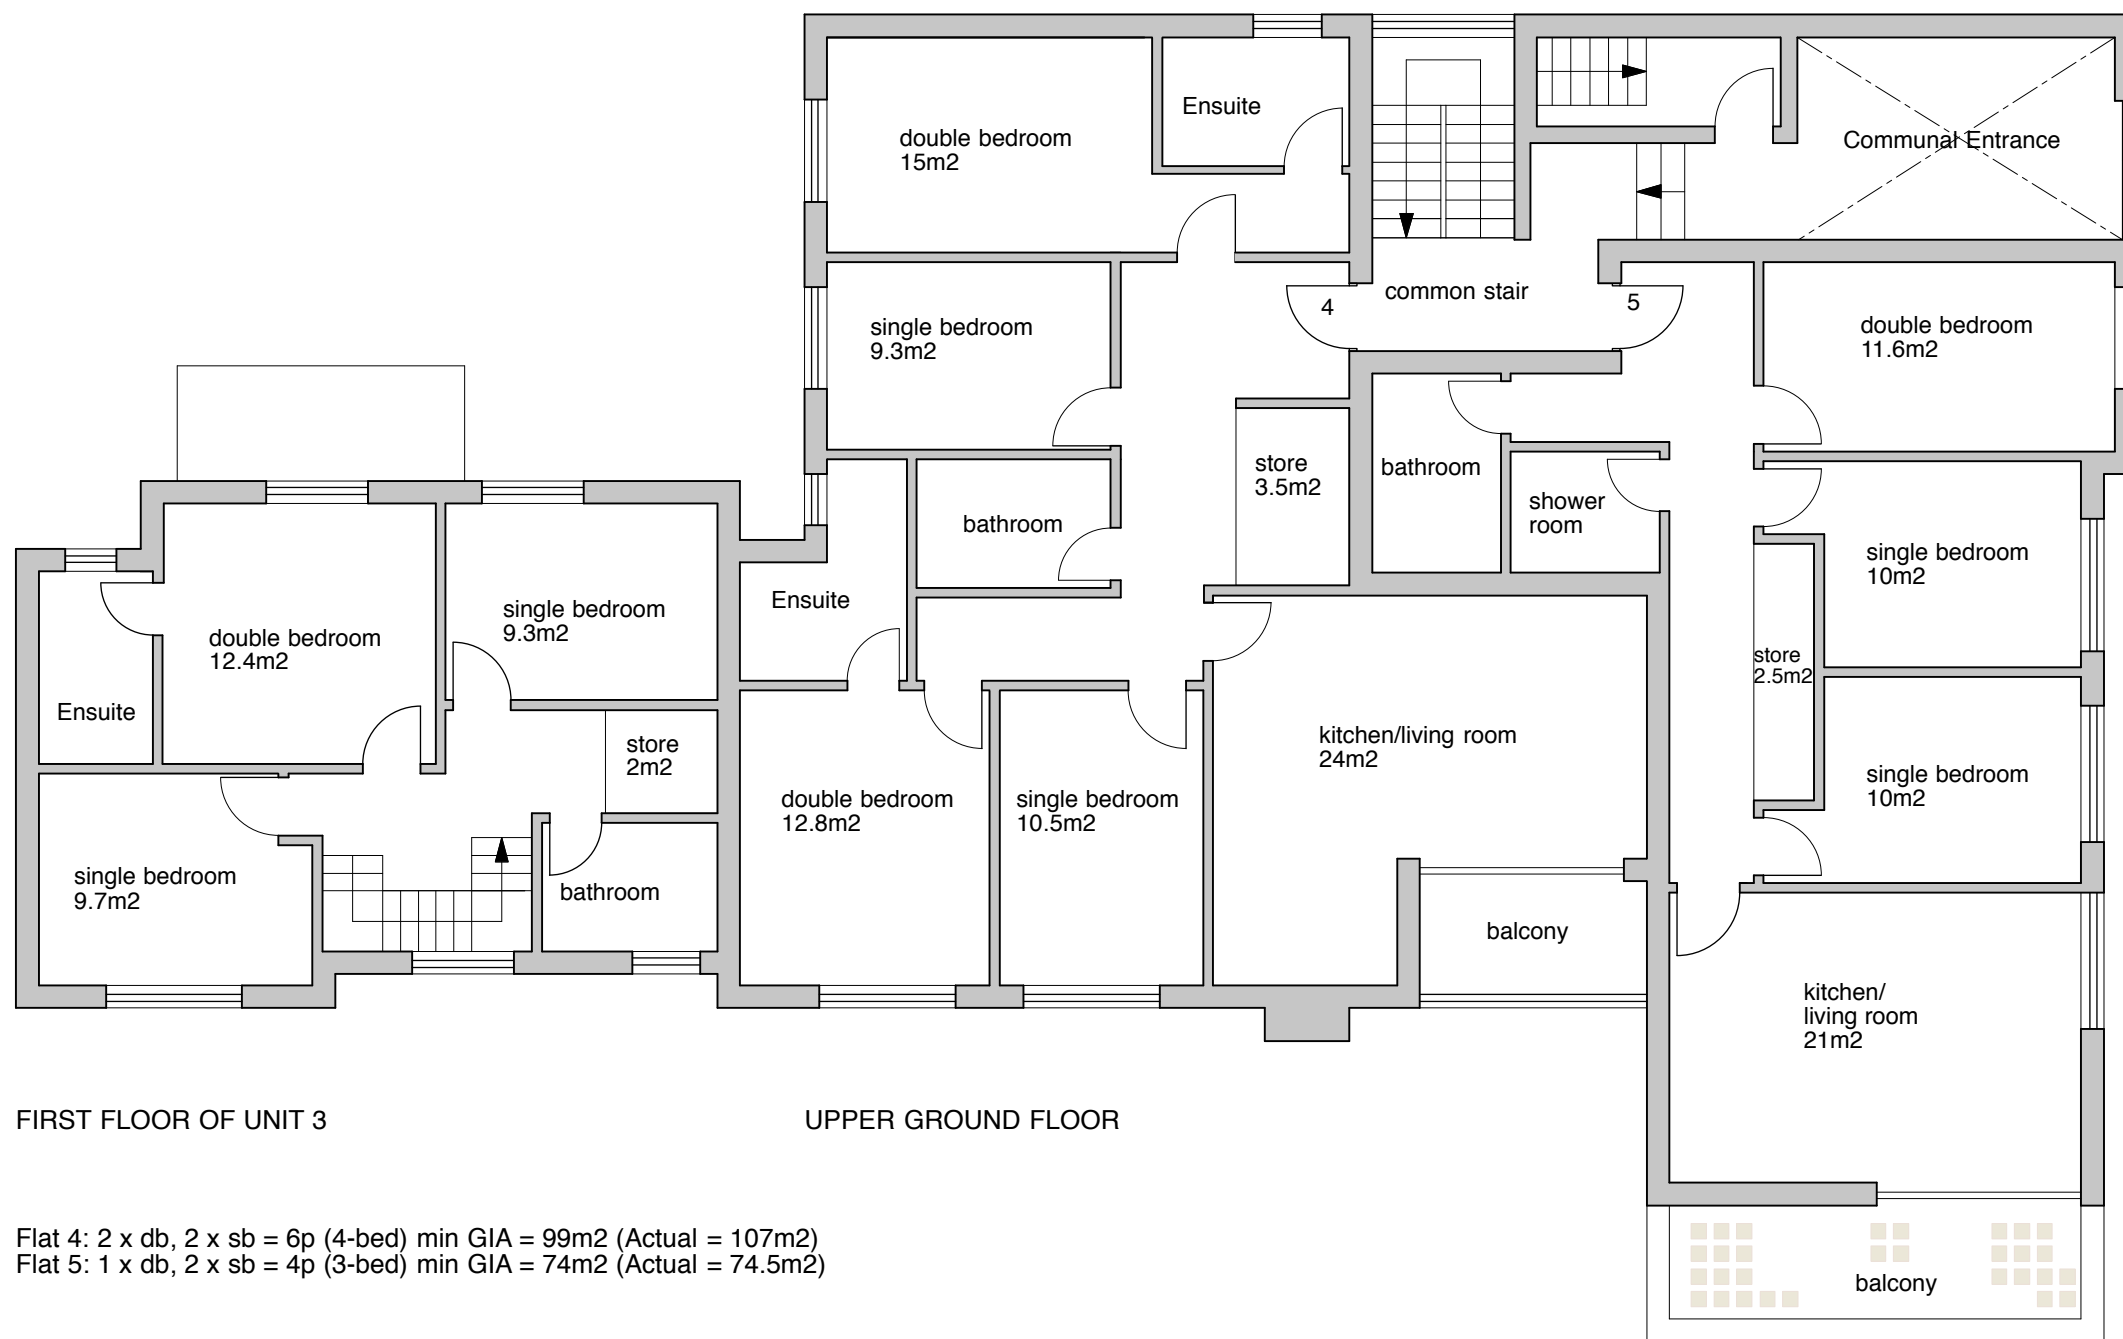 double bedroom
15m2
Ensuite
Communal Entrance
single bedroom
9.3m2
4
common stair
5
double bedroom
11.6m2
bathroom
store
3.5m2
bathroom
shower
room
single bedroom
10m2
Ensuite
store
2.5m2
kitchen/living room
24m2
single bedroom
10m2
double bedroom
12.8m2
single bedroom
10.5m2
balcony
kitchen/
living room
21m2
balcony
double bedroom
12.4m2
single bedroom
9.3m2
Ensuite
store
2m2
single bedroom
9.7m2
bathroom
FIRST FLOOR OF UNIT 3
UPPER GROUND FLOOR
Flat 4: 2 x db, 2 x sb = 6p (4-bed) min GIA = 99m2 (Actual = 107m2)
Flat 5: 1 x db, 2 x sb = 4p (3-bed) min GIA = 74m2 (Actual = 74.5m2)